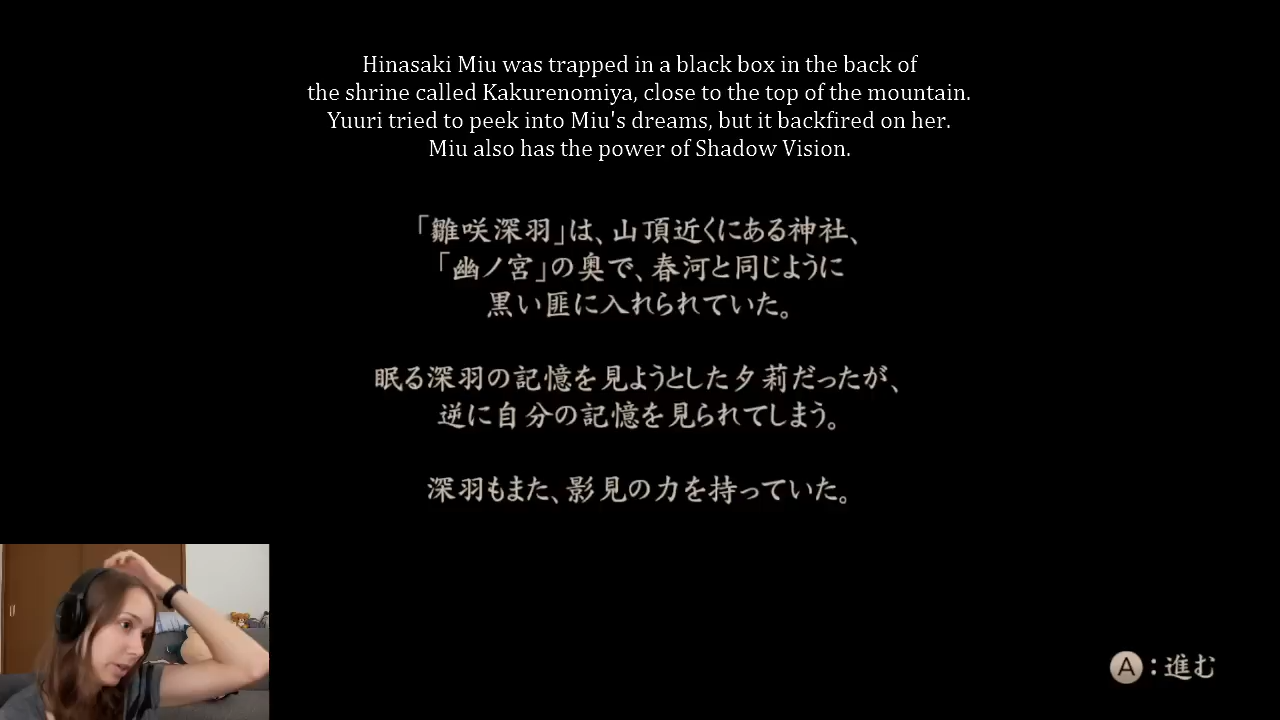 Hinasaki Miu was trapped in a black box in the back of
the shrine called Kakurenomiya, close to the top of the mountain.
Yuuri tried to peek into Miu's dreams, but it backfired on her.
Miu also has the power of Shadow Vision.
「雛咲深羽」は、山頂近くにある神社、
「幽ノ宮」の奥で、春河と同じように
黒い匪に入れられていた。
眠る深羽の記憶を見ようとした夕莉だったが、
逆に自分の記憶を見られてしまう。
深羽もまた、影見の力を持っていた。
A：進む